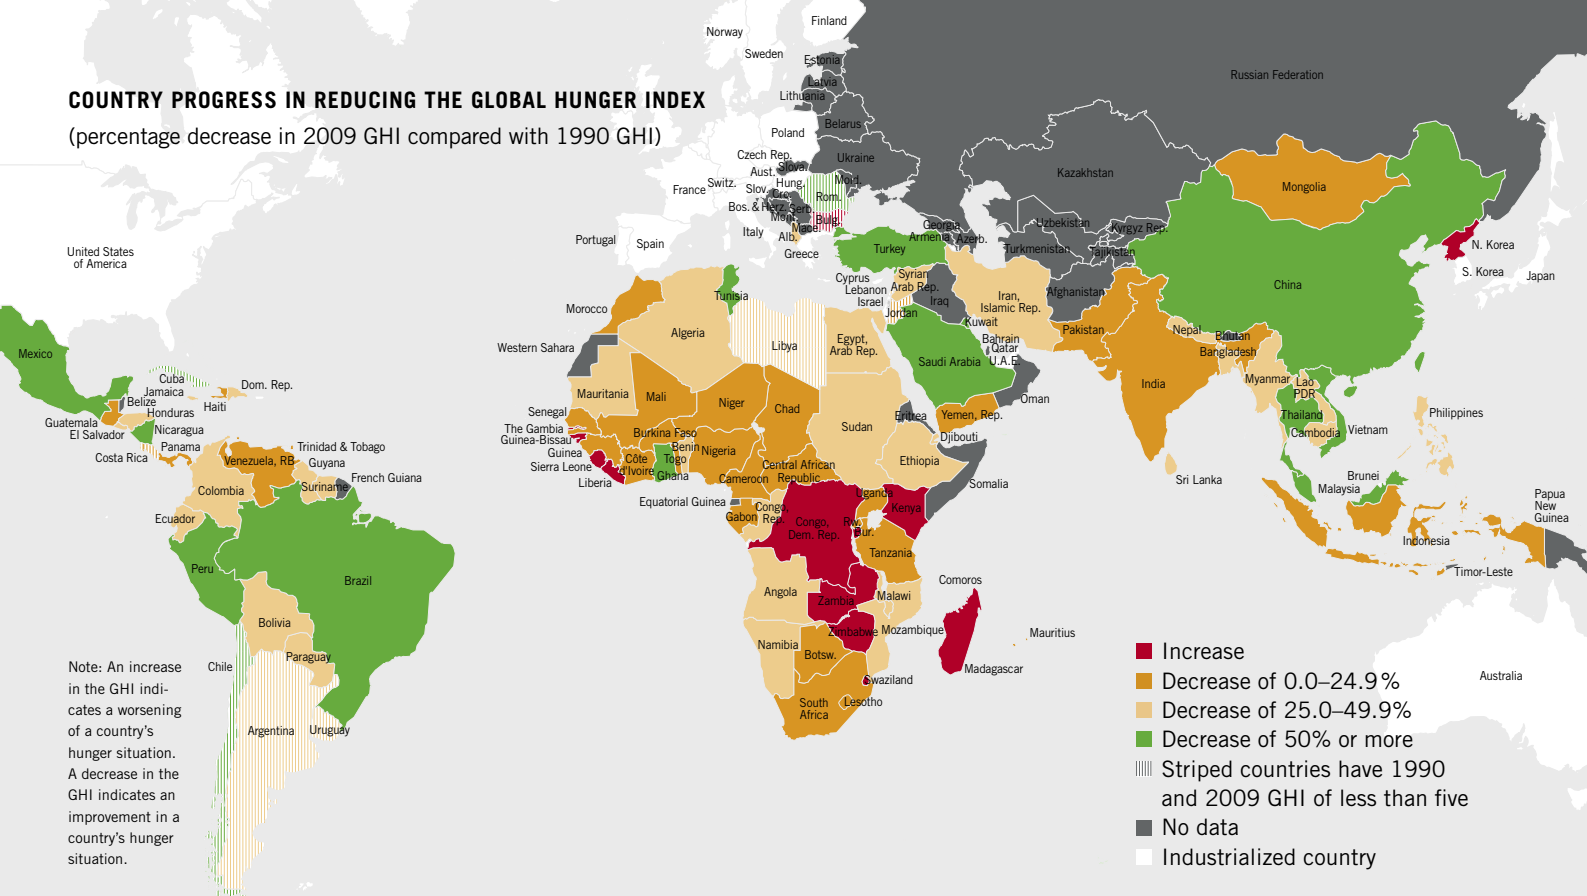 COUNTRY PROGRESS IN REDUCING THE GLOBAL HUNGER INDEX
(percentage decrease in 2009 GHI compared with 1990 GHI)
Finland
Norway
Sweden
Estonia
Latvia
Lithuania
Russian Federation
Belarus
Poland
Ukraine
Czech Rep.
Slova.
Aust.
Hung.
Mold.
Kazakhstan
France
Switz.
Slov.
Cro.
Rom.
Mongolia
Bos. & Herz.
Serb.
Mont.
Bulg.
Mace.
Italy
Alb.
Georgia
Uzbekistan
Kyrgyz Rep.
Armenia
Azerb.
Portugal
Spain
Greece
Turkey
Turkmenistan
Tajikistan
N. Korea
S. Korea
Japan
United States
of America
Cyprus
Lebanon
Israel
Syrian
Arab Rep.
Iraq
Iran,
Islamic Rep.
Afghanistan
China
Tunisia
Morocco
Jordan
Kuwait
Algeria
Libya
Egypt,
Arab Rep.
Bahrain
Qatar
U.A.E.
Pakistan
Nepal
Bhutan
Bangladesh
Western Sahara
Saudi Arabia
Mexico
Cuba
Jamaica
Dom. Rep.
Belize
Haiti
Honduras
Guatemala
El Salvador
Nicaragua
Panama
Costa Rica
Mauritania
Mali
Niger
Chad
Oman
India
Myanmar
Lao
PDR
Senegal
The Gambia
Guinea-Bissau
Guinea
Sierra Leone
Liberia
Burkina Faso
Benin
Togo
Côte
d'Ivoire
Ghana
Nigeria
Sudan
Eritrea
Yemen, Rep.
Djibouti
Thailand
Cambodia
Vietnam
Philippines
Trinidad & Tobago
Venezuela, RB
Guyana
Suriname
French Guiana
Colombia
Ecuador
Cameroon
Central African
Republic
Ethiopia
Somalia
Sri Lanka
Brunei
Malaysia
Papua
New
Guinea
Equatorial Guinea
Gabon
Congo,
Rep.
Congo,
Dem. Rep.
Uganda
Kenya
Rw.
Bur.
Tanzania
Indonesia
Timor-Leste
Peru
Brazil
Angola
Zambia
Malawi
Comoros
Bolivia
Zimbabwe
Mozambique
Mauritius
Namibia
Botsw.
Madagascar
Paraguay
Chile
Swaziland
South
Africa
Lesotho
Argentina
Uruguay
Australia
Note: An increase
in the GHI indi-
cates a worsening
of a country's
hunger situation.
A decrease in the
GHI indicates an
improvement in a
country's hunger
situation.
Increase
Decrease of 0.0–24.9%
Decrease of 25.0–49.9%
Decrease of 50% or more
Striped countries have 1990
and 2009 GHI of less than five
No data
Industrialized country